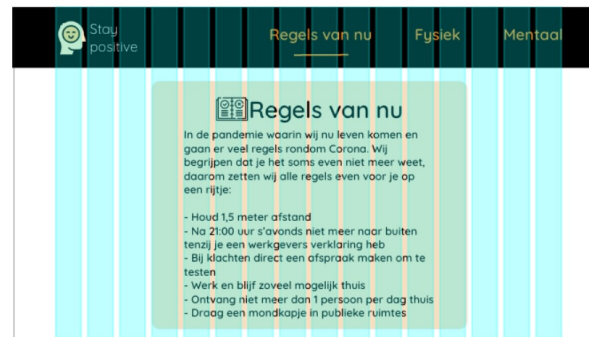 Stay
positive
Regels van nu Fysiek Mentaal
Regels van nu
In de pandemie waarin wij nu leven komen en
gaan er veel regels rondom Corona. Wij
begrijpen dat je het soms even niet meer weet,
daarom zetten wij alle regels even voor je op
een rijtje:
- Houd 1,5 meter afstand
- Na 21:00 uur s'avonds niet meer naar buiten
tenzij je een werkgevers verklaring heb
- Bij klachten direct een afspraak maken om te
testen
- Werk en blijf zoveel mogelijk thuis
- Ontvang niet meer dan 1 persoon per dag thuis
- Draag een mondkapje in publieke ruimtes